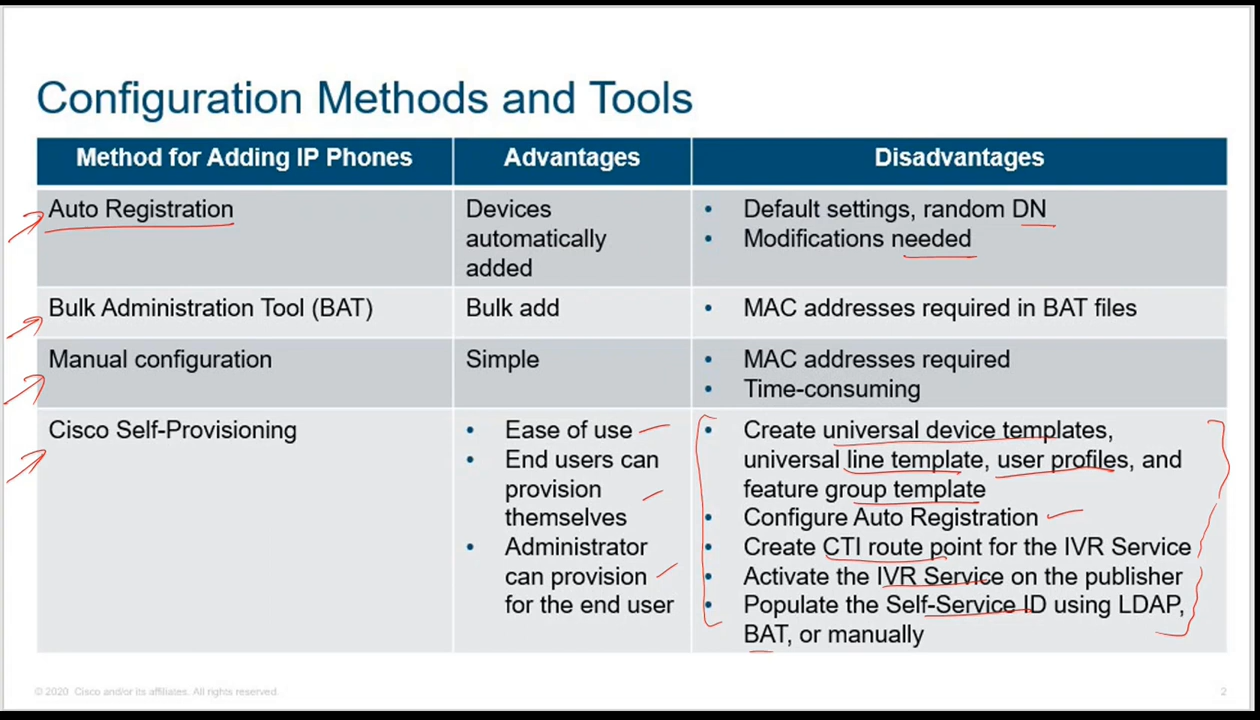 Configuration Methods and Tools
Method for Adding IP Phones
Advantages
Disadvantages
Auto Registration
Devices
automatically
added
• Default settings, random DN
• Modifications needed
Bulk Administration Tool (BAT)
Bulk add
• MAC addresses required in BAT files
Manual configuration
Simple
• MAC addresses required
• Time-consuming
Cisco Self-Provisioning
• Ease of use
• End users can
provision
themselves
• Administrator
can provision
for the end user
• Create universal device templates,
universal line template, user profiles, and
feature group template
• Configure Auto Registration
• Create CTI route point for the IVR Service
• Activate the IVR Service on the publisher
• Populate the Self-Service ID using LDAP,
BAT, or manually
© 2020 Cisco and/or its affiliates. All rights reserved.
2